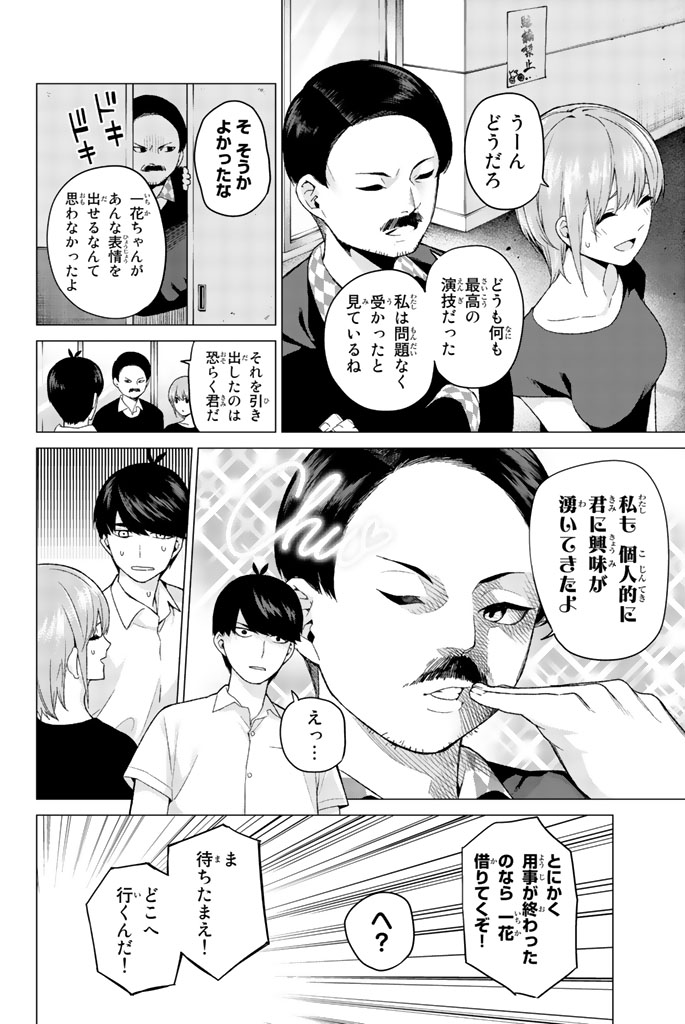 うーん
どうだろ
どうも何も
最高の
演技だった
私は問題なく
受かったと
見ているね
そ そうか
よかったな
ドキ
ドキ
一花ちゃんが
あんな表情を
出せるなんて
思わなかったよ
それを引き
出したのは
恐らく君だ
私も 個人的に
君に興味が
湧いてきたよ
Chu
えっ…
とにかく
用事が終わった
のなら 一花
借りてくぞ!
へ?
ま
待ちたまえ!
どこへ
行くんだ!